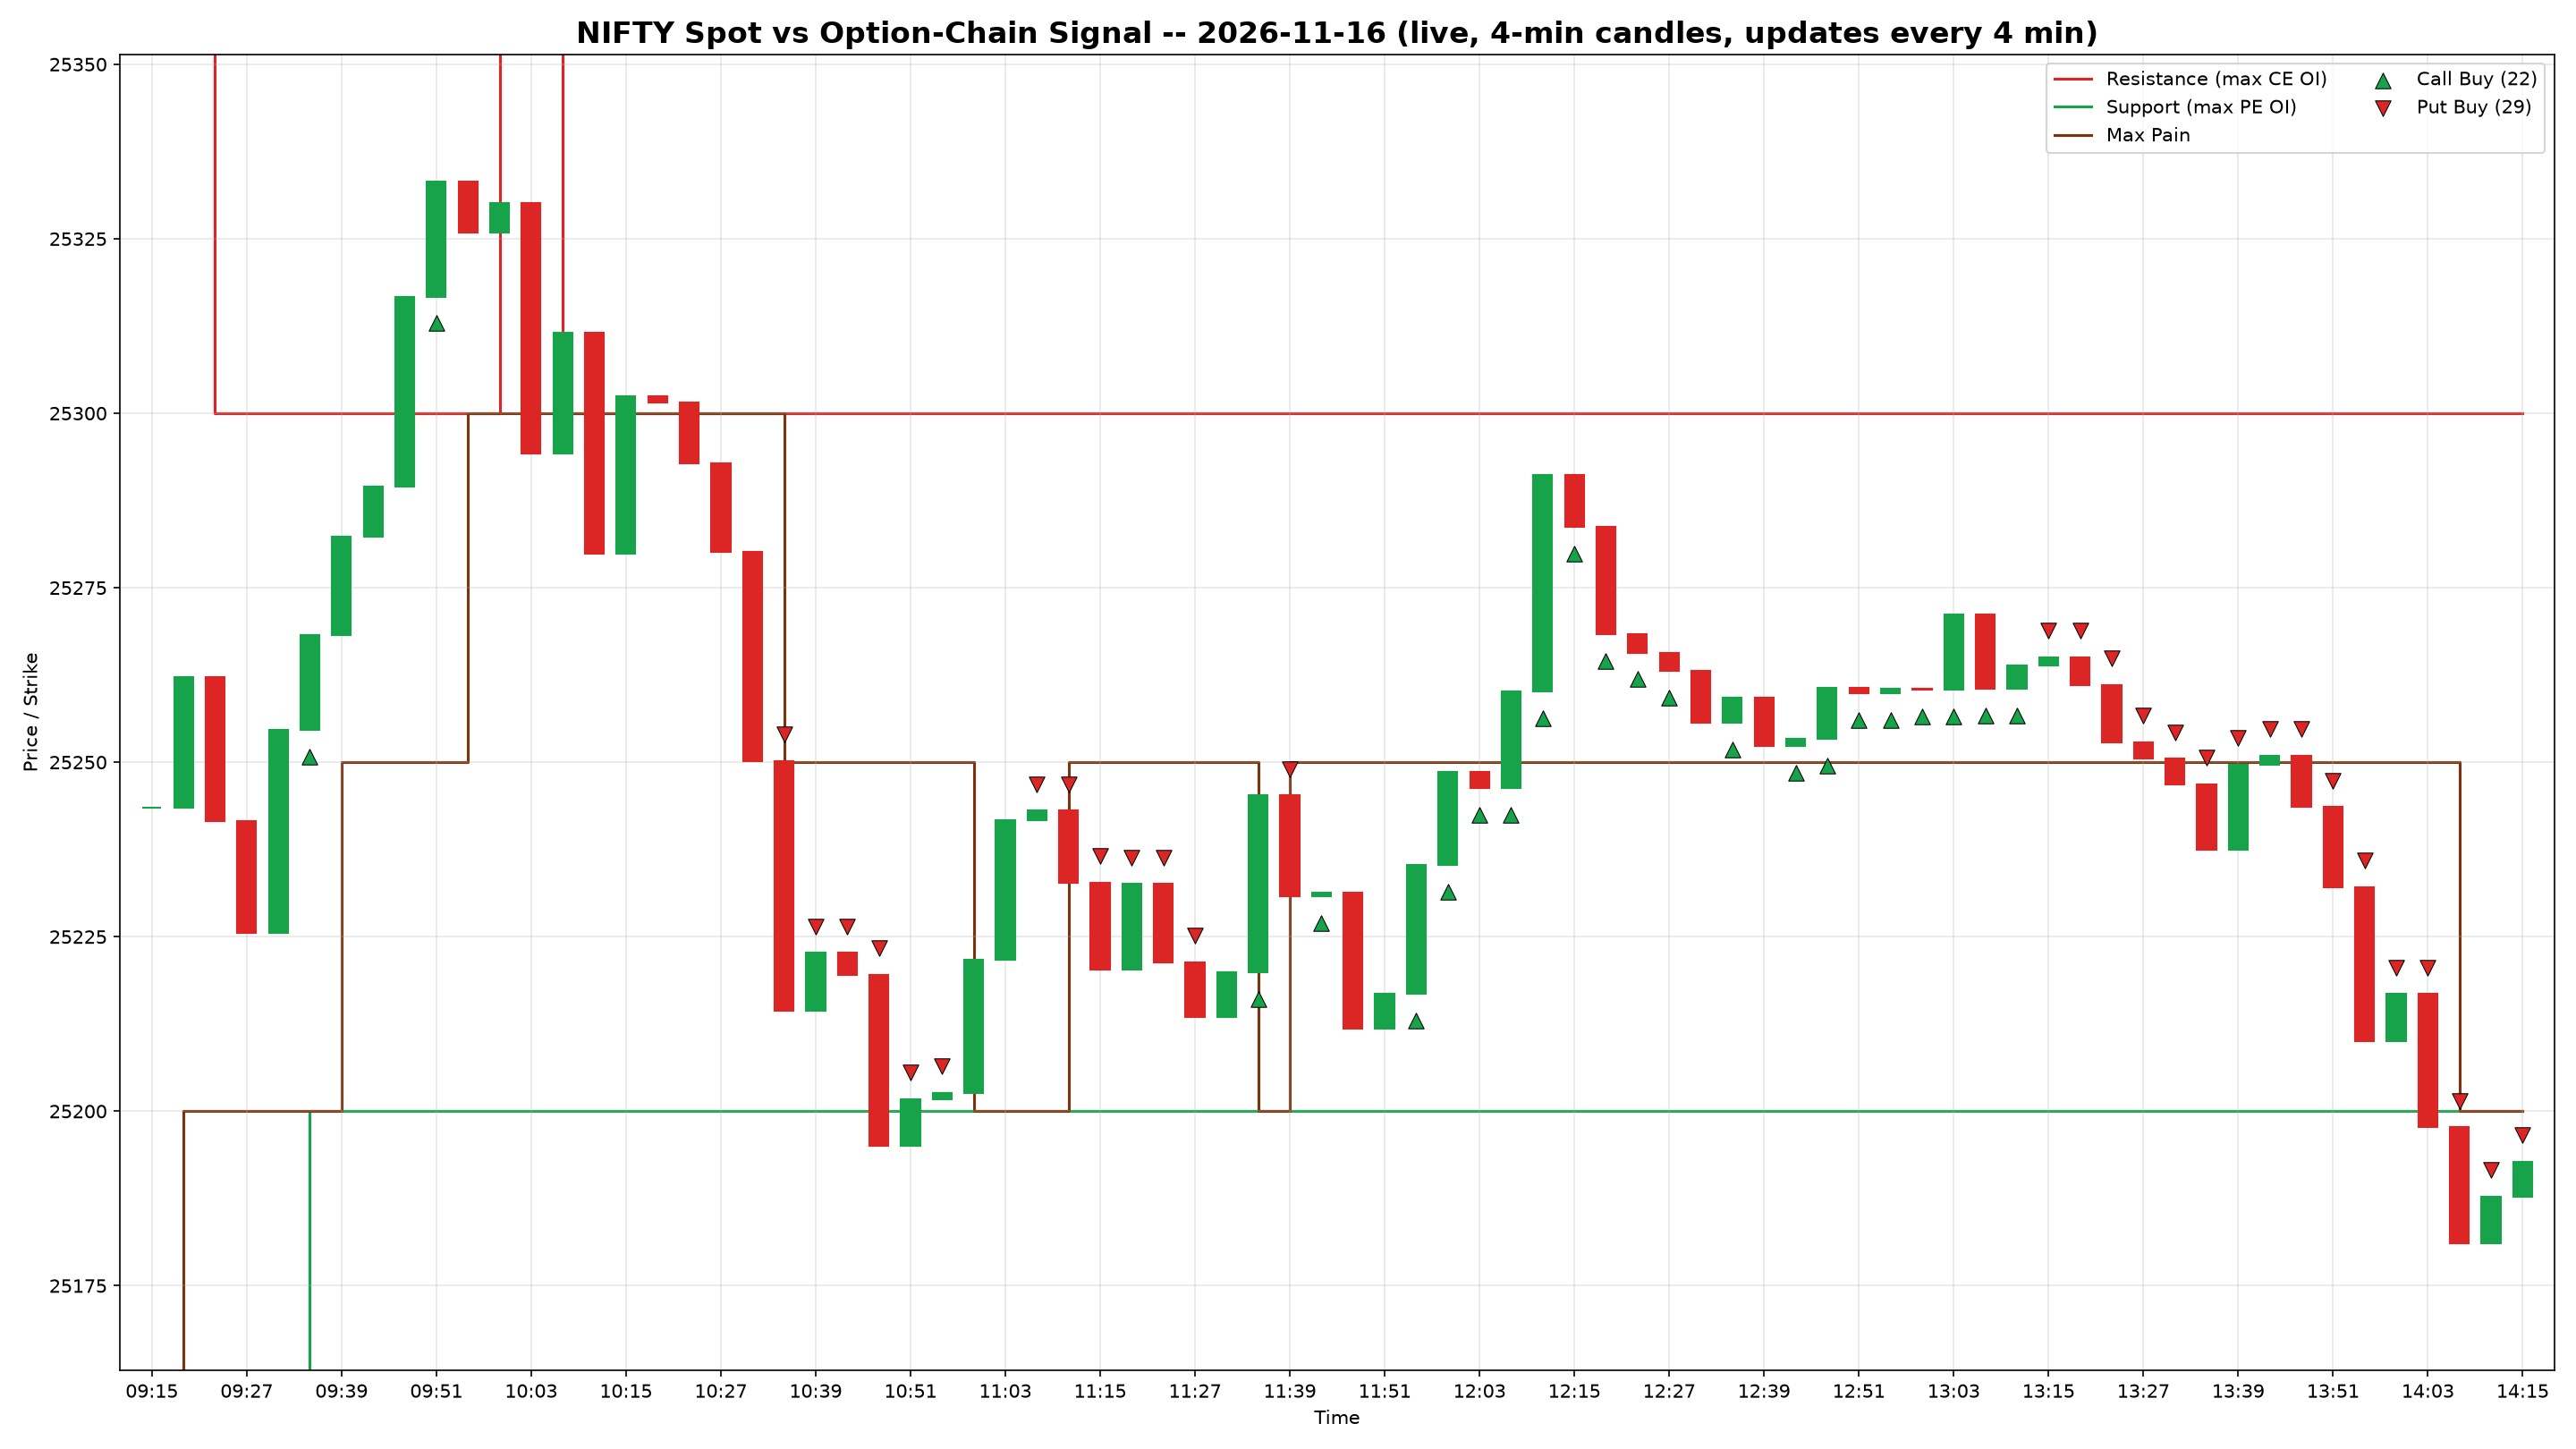 NIFTY Spot vs Option-Chain Signal -- 2026-11-16 (live, 4-min candles, updates every 4 min)
Resistance (max CE OI)
Support (max PE OI)
Max Pain
Call Buy (22)
Put Buy (29)
Price / Strike
25350
25325
25300
25275
25250
25225
25200
25175
09:15 09:27 09:39 09:51 10:03 10:15 10:27 10:39 10:51 11:03 11:15 11:27 11:39 11:51 12:03 12:15 12:27 12:39 12:51 13:03 13:15 13:27 13:39 13:51 14:03 14:15
Time